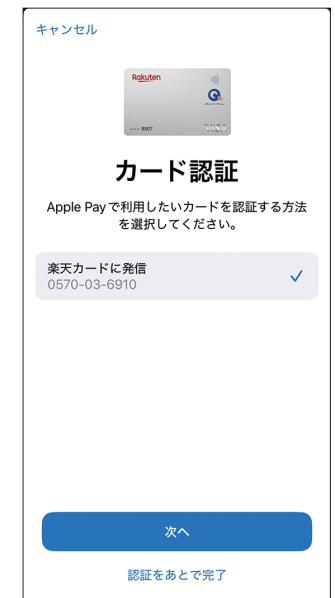 キャンセル
Rakuten
•••• 8507
VISA
カード認証
Apple Payで利用したいカードを認証する方法
を選択してください。
楽天カードに発信
0570-03-6910
次へ
認証をあとで完了